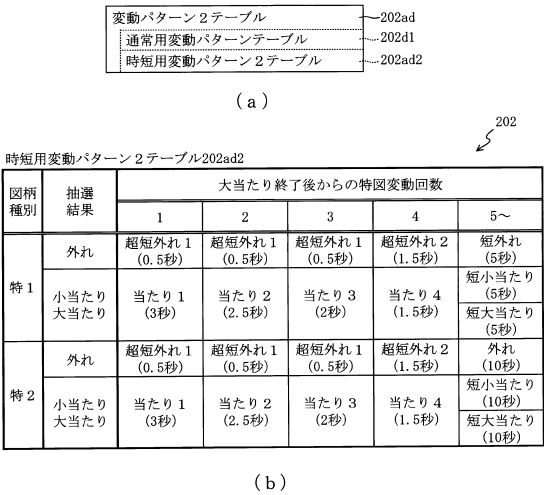 変動パターン2テーブル 202ad
通常用変動パターンテーブル 202d1
時短用変動パターン2テーブル 202ad2
(a)
202
時短用変動パターン2テーブル202ad2
図柄種別 抽選結果 大当たり終了後からの特図変動回数
1 2 3 4 5～
特1 外れ 超短外れ1 (0.5秒) 超短外れ1 (0.5秒) 超短外れ1 (0.5秒) 超短外れ2 (1.5秒) 短外れ (5秒)
小当たり 大当たり 当たり1 (3秒) 当たり2 (2.5秒) 当たり3 (2秒) 当たり4 (1.5秒) 短小当たり (5秒)
短大当たり (5秒)
特2 外れ 超短外れ1 (0.5秒) 超短外れ1 (0.5秒) 超短外れ1 (0.5秒) 超短外れ2 (1.5秒) 外れ (10秒)
小当たり 大当たり 当たり1 (3秒) 当たり2 (2.5秒) 当たり3 (2秒) 当たり4 (1.5秒) 短小当たり (10秒)
短大当たり (10秒)
(b)